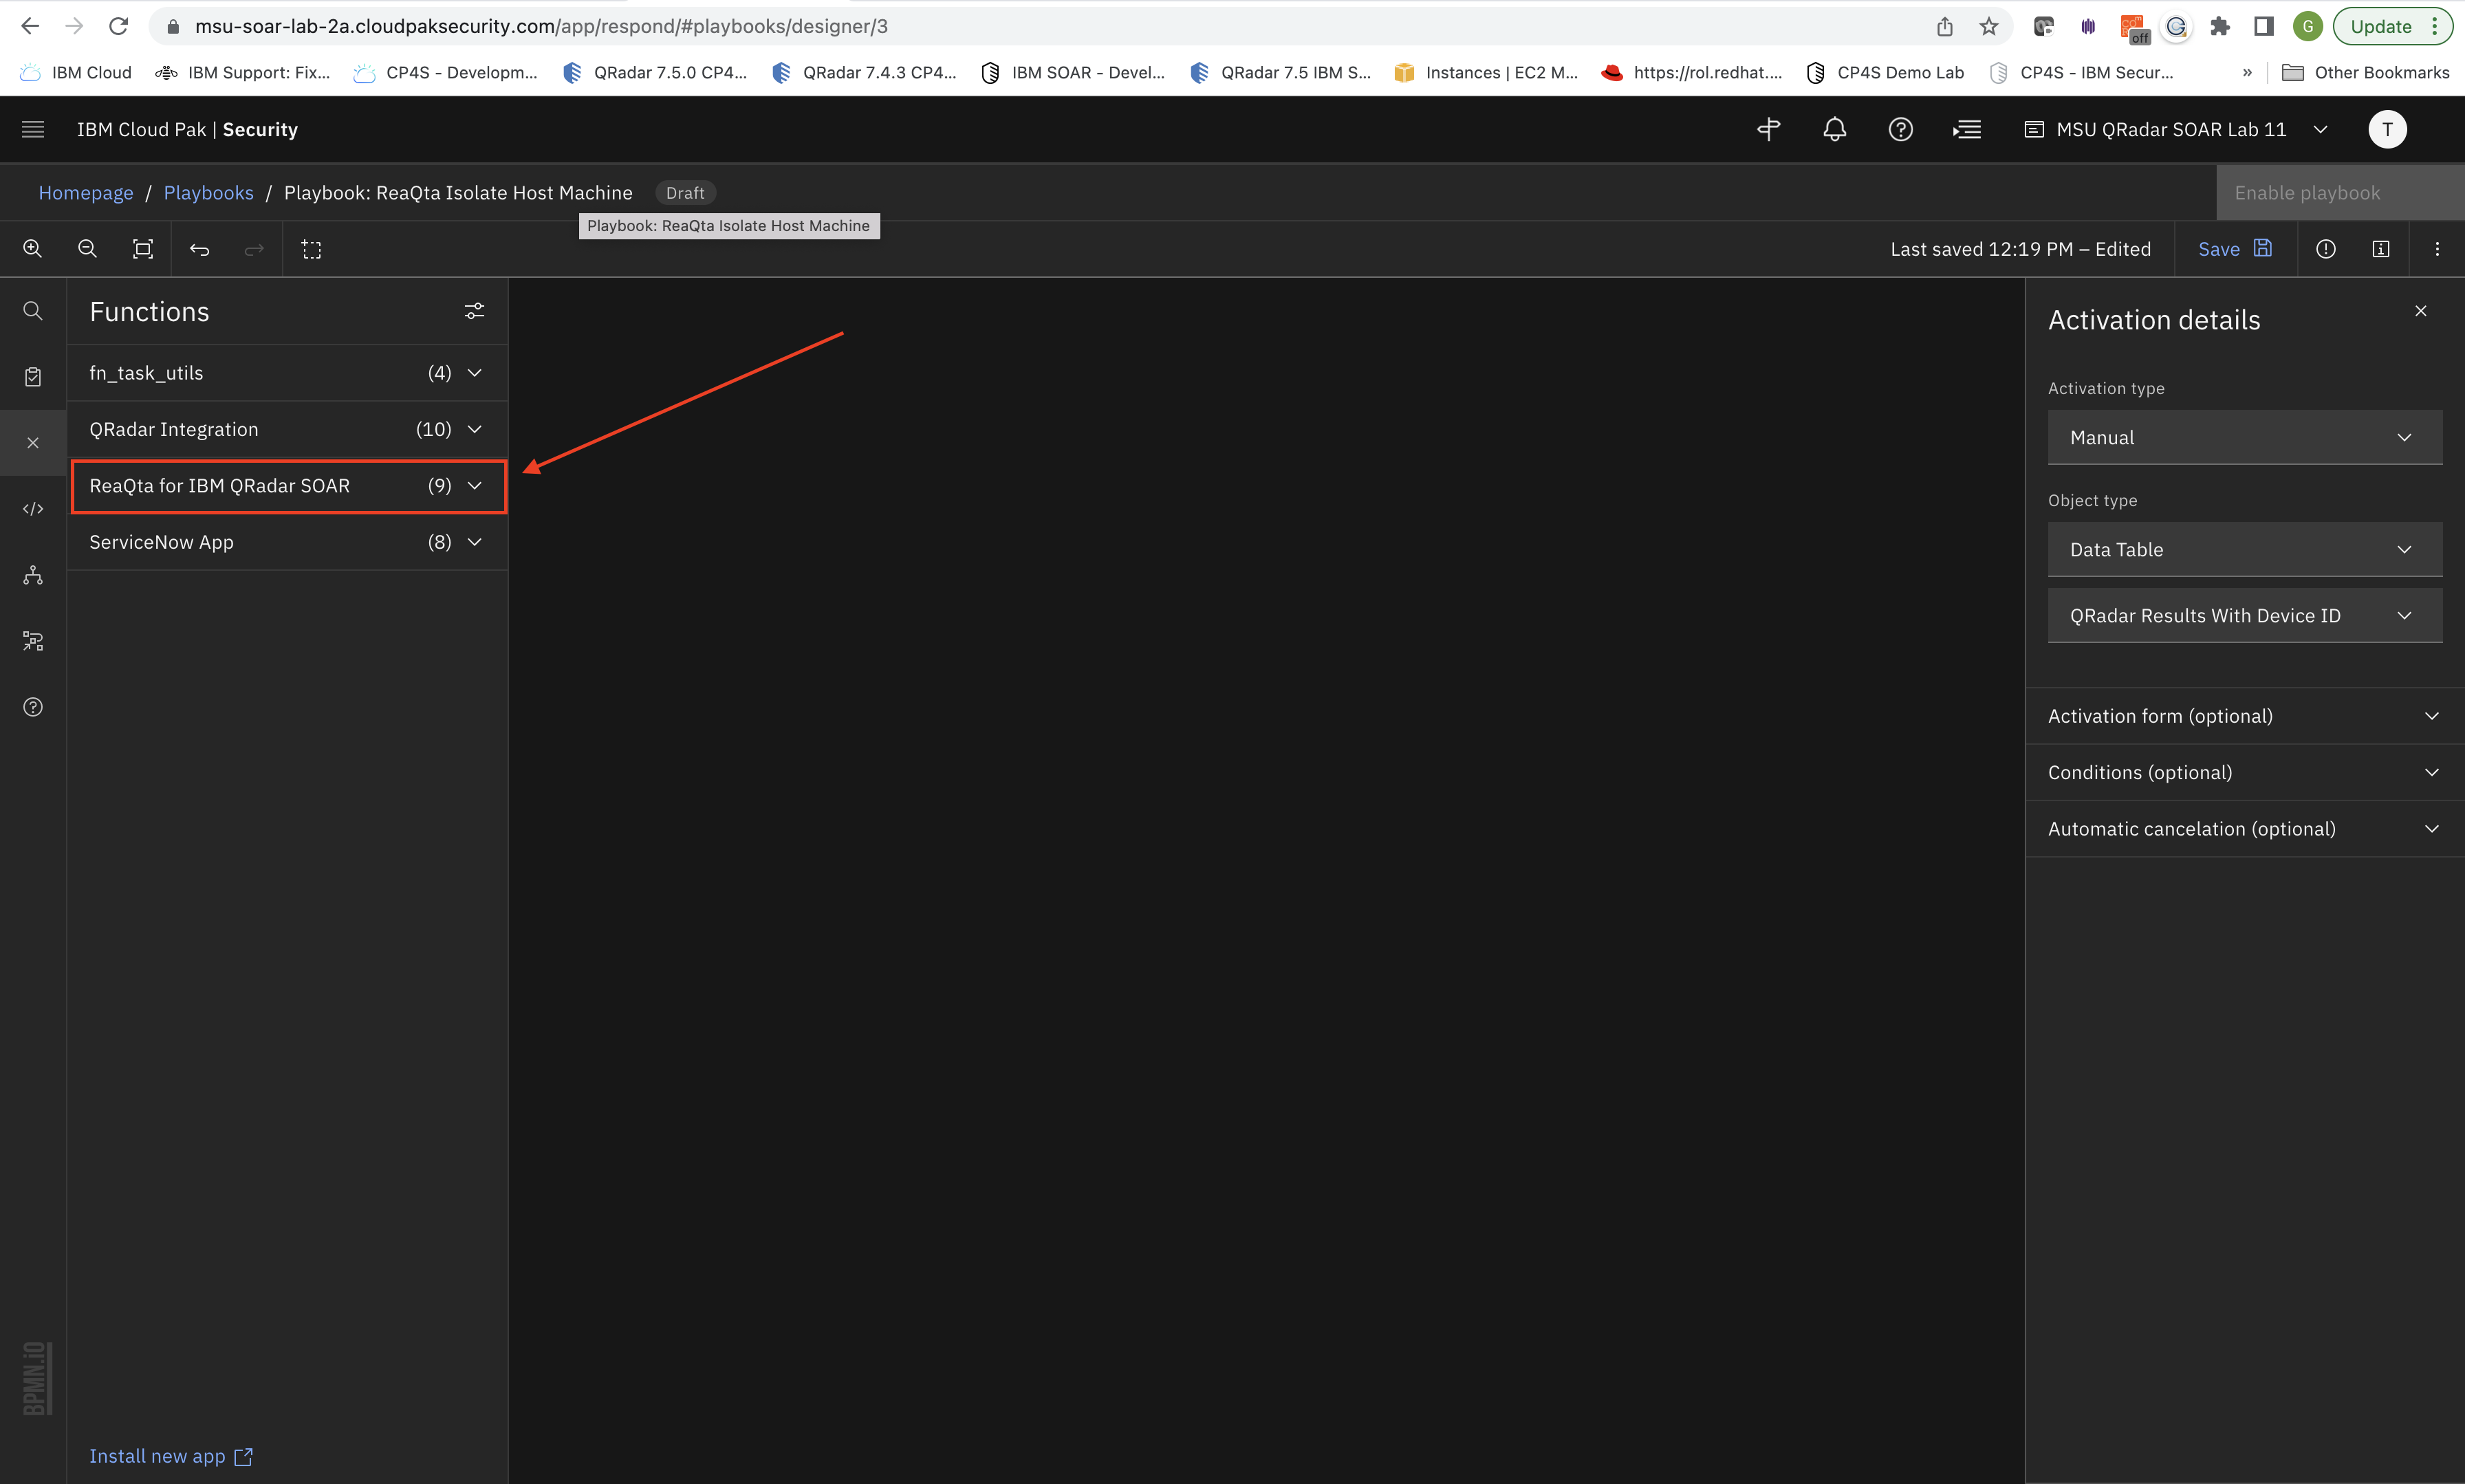 msu-soar-lab-2a.cloudpaksecurity.com/app/respond/#playbooks/designer/3
off
G
Update
IBM Cloud
IBM Support: Fix...
CP4S - Developm...
QRadar 7.5.0 CP4...
QRadar 7.4.3 CP4...
IBM SOAR - Devel...
QRadar 7.5 IBM S...
Instances | EC2 M...
https://rol.redhat....
CP4S Demo Lab
CP4S - IBM Secur...
»
Other Bookmarks
IBM Cloud Pak | Security
MSU QRadar SOAR Lab 11
T
Homepage / Playbooks / Playbook: ReaQta Isolate Host Machine
Draft
Enable playbook
Playbook: ReaQta Isolate Host Machine
Last saved 12:19 PM – Edited
Save
Functions
fn_task_utils (4)
QRadar Integration (10)
ReaQta for IBM QRadar SOAR (9)
ServiceNow App (8)
BPMN.iO
Install new app
Activation details
Activation type
Manual
Object type
Data Table
QRadar Results With Device ID
Activation form (optional)
Conditions (optional)
Automatic cancelation (optional)